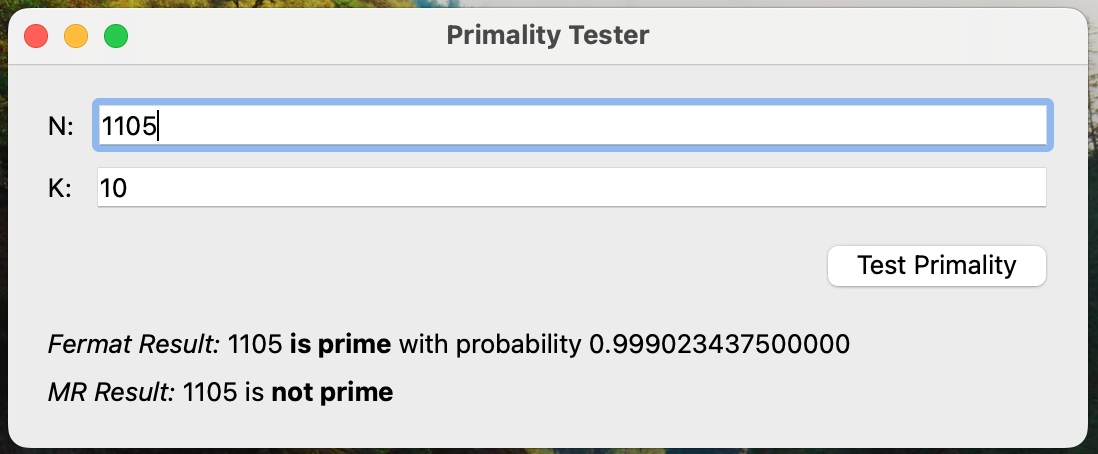 Primality Tester
N: 1105
K: 10
Test Primality
Fermat Result: 1105 is prime with probability 0.999023437500000
MR Result: 1105 is not prime